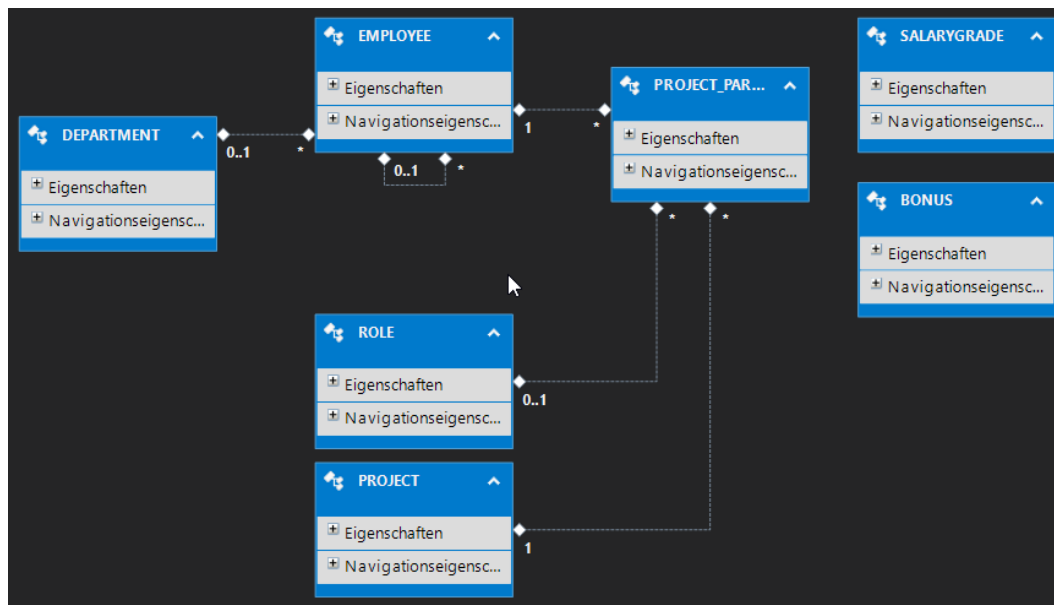 EMPLOYEE
Eigenschaften
Navigationseigensc...
0..1
*
1
*
DEPARTMENT
Eigenschaften
Navigationseigensc...
0..1
*
PROJECT_PAR...
Eigenschaften
Navigationseigensc...
*
*
SALARYGRADE
Eigenschaften
Navigationseigensc...
BONUS
Eigenschaften
Navigationseigensc...
ROLE
Eigenschaften
Navigationseigensc...
0..1
PROJECT
Eigenschaften
Navigationseigensc...
1